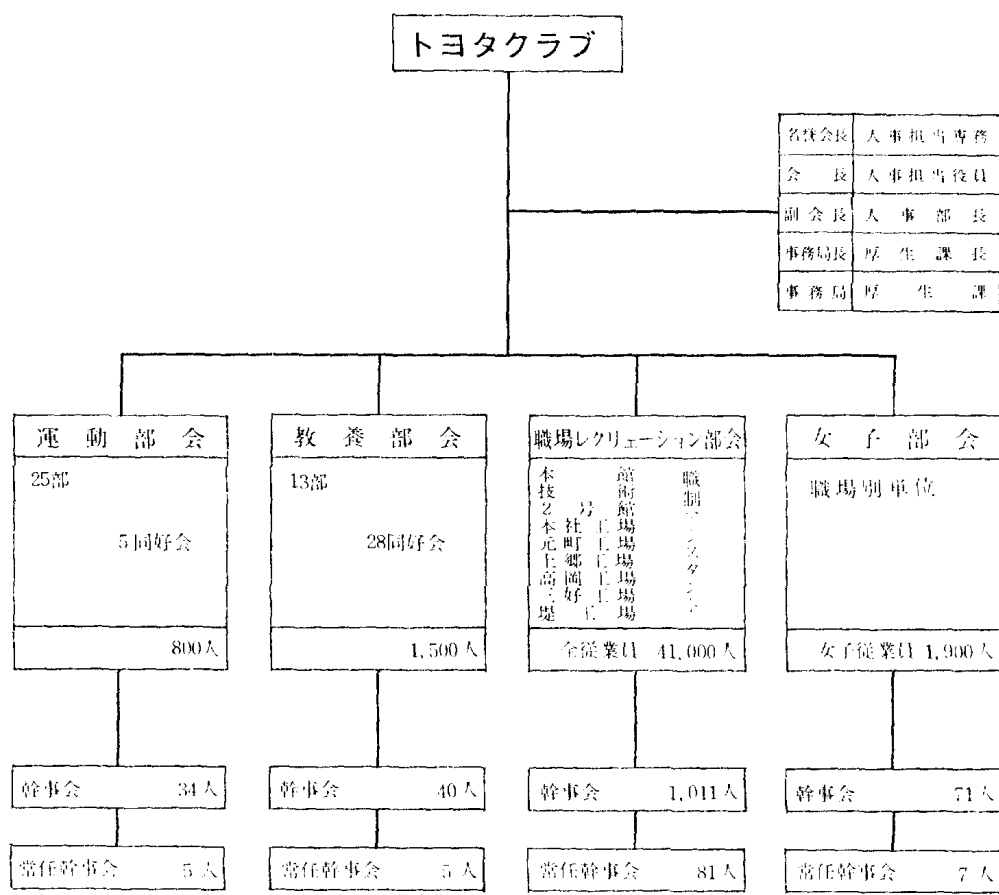 トヨタクラブ
名誉会長 人事担当専務
会長 人事担当役員
副会長 人事部長
事務局長 厚生課長
事務局 厚生課
運動部会
25部
5同好会
800人
幹事会 34人
常任幹事会 5人
教養部会
13部
28同好会
1,500人
幹事会 40人
常任幹事会 5人
職場レクリェーション部会
本館
技術
2号館
本社工場
元町工場
上郷工場
高岡工場
三好工場
堤工場
職制
全従業員 41,000人
幹事会 1,011人
常任幹事会 81人
女子部会
職場別単位
女子従業員 1,900人
幹事会 71人
常任幹事会 7人